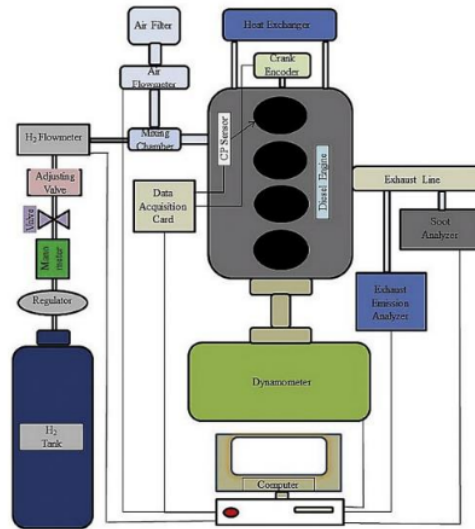 Air Filter
Heat Exchanger
Crank
Encoder
Air Flowmeter
H2 Flowmeter
Mixing
Chamber
CP Sensor
Diesel Engine
Adjusting
Valve
Valve
Data
Acquisition
Card
Exhaust Line
Soot
Analyzer
Mano
meter
Regulator
Exhaust
Emission
Analyzer
Dynamometer
H2
Tank
Computer